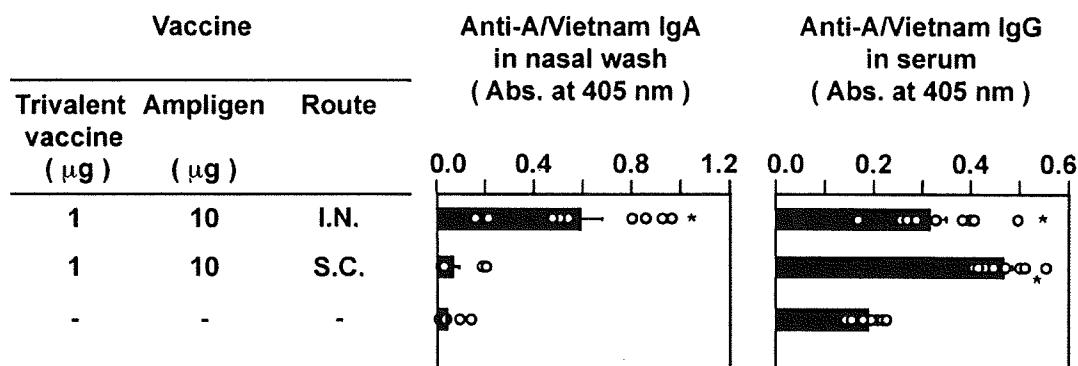 Vaccine
Trivalent vaccine ( μg )
Ampligen ( μg )
Route
1 10 I.N.
1 10 S.C.
- - -
Anti-A/Vietnam IgA
in nasal wash
( Abs. at 405 nm )
0.0 0.4 0.8 1.2
*
Anti-A/Vietnam IgG
in serum
( Abs. at 405 nm )
0.0 0.2 0.4 0.6
*
*